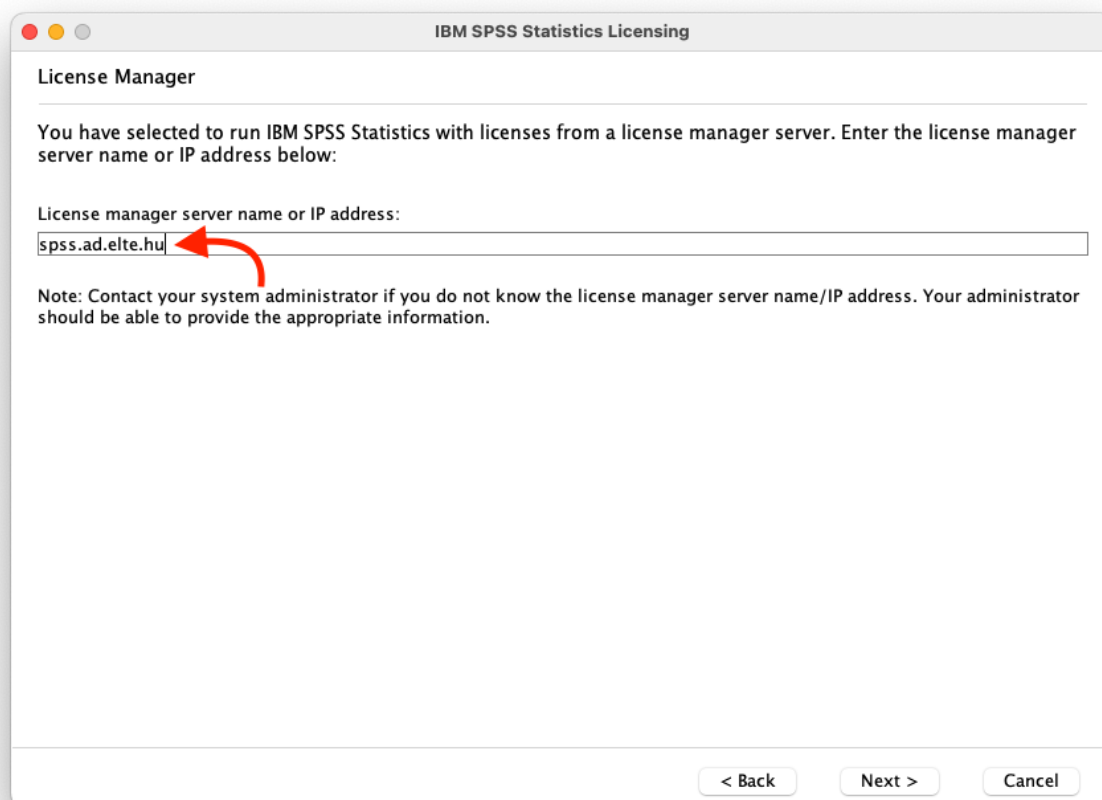 IBM SPSS Statistics Licensing
License Manager
You have selected to run IBM SPSS Statistics with licenses from a license manager server. Enter the license manager
server name or IP address below:
License manager server name or IP address:
spss.ad.elte.hu
Note: Contact your system administrator if you do not know the license manager server name/IP address. Your administrator
should be able to provide the appropriate information.
< Back Next > Cancel